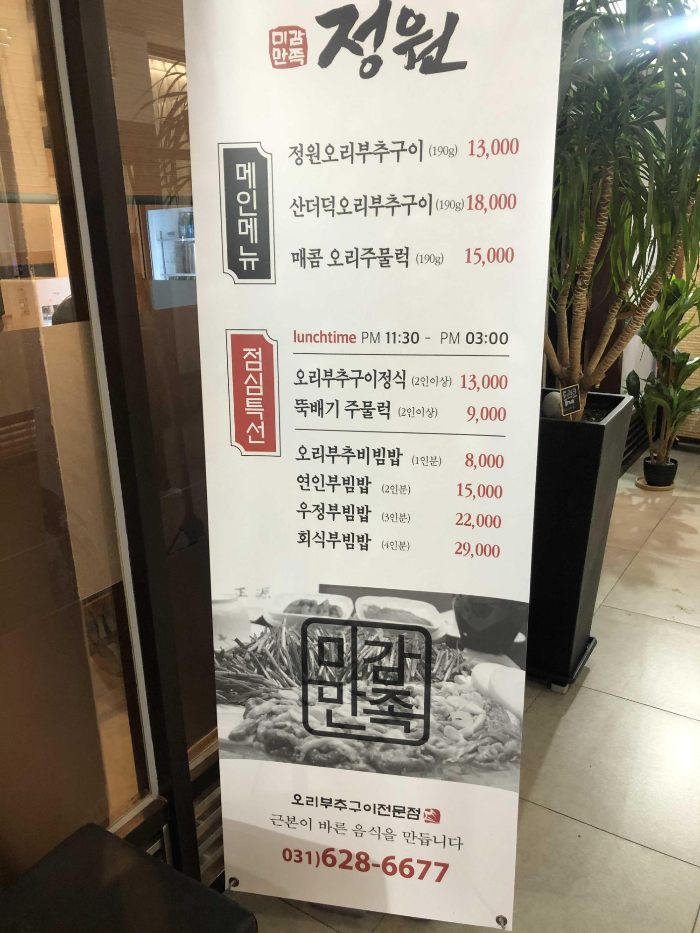 미감
만족
정원
메인메뉴
정원오리부추구이 (190g) 13,000
산더덕오리부추구이 (190g) 18,000
매콤 오리주물럭 (190g) 15,000
점심특선
lunchtime PM 11:30 - PM 03:00
오리부추구이정식 (2인이상) 13,000
뚝배기 주물럭 (2인이상) 9,000
오리부추비빔밥 (1인분) 8,000
연인부빔밥 (2인분) 15,000
우정부빔밥 (3인분) 22,000
회식부빔밥 (4인분) 29,000
미감
만족
오리부추구이전문점
근본이 바른 음식을 만듭니다
031)628-6677